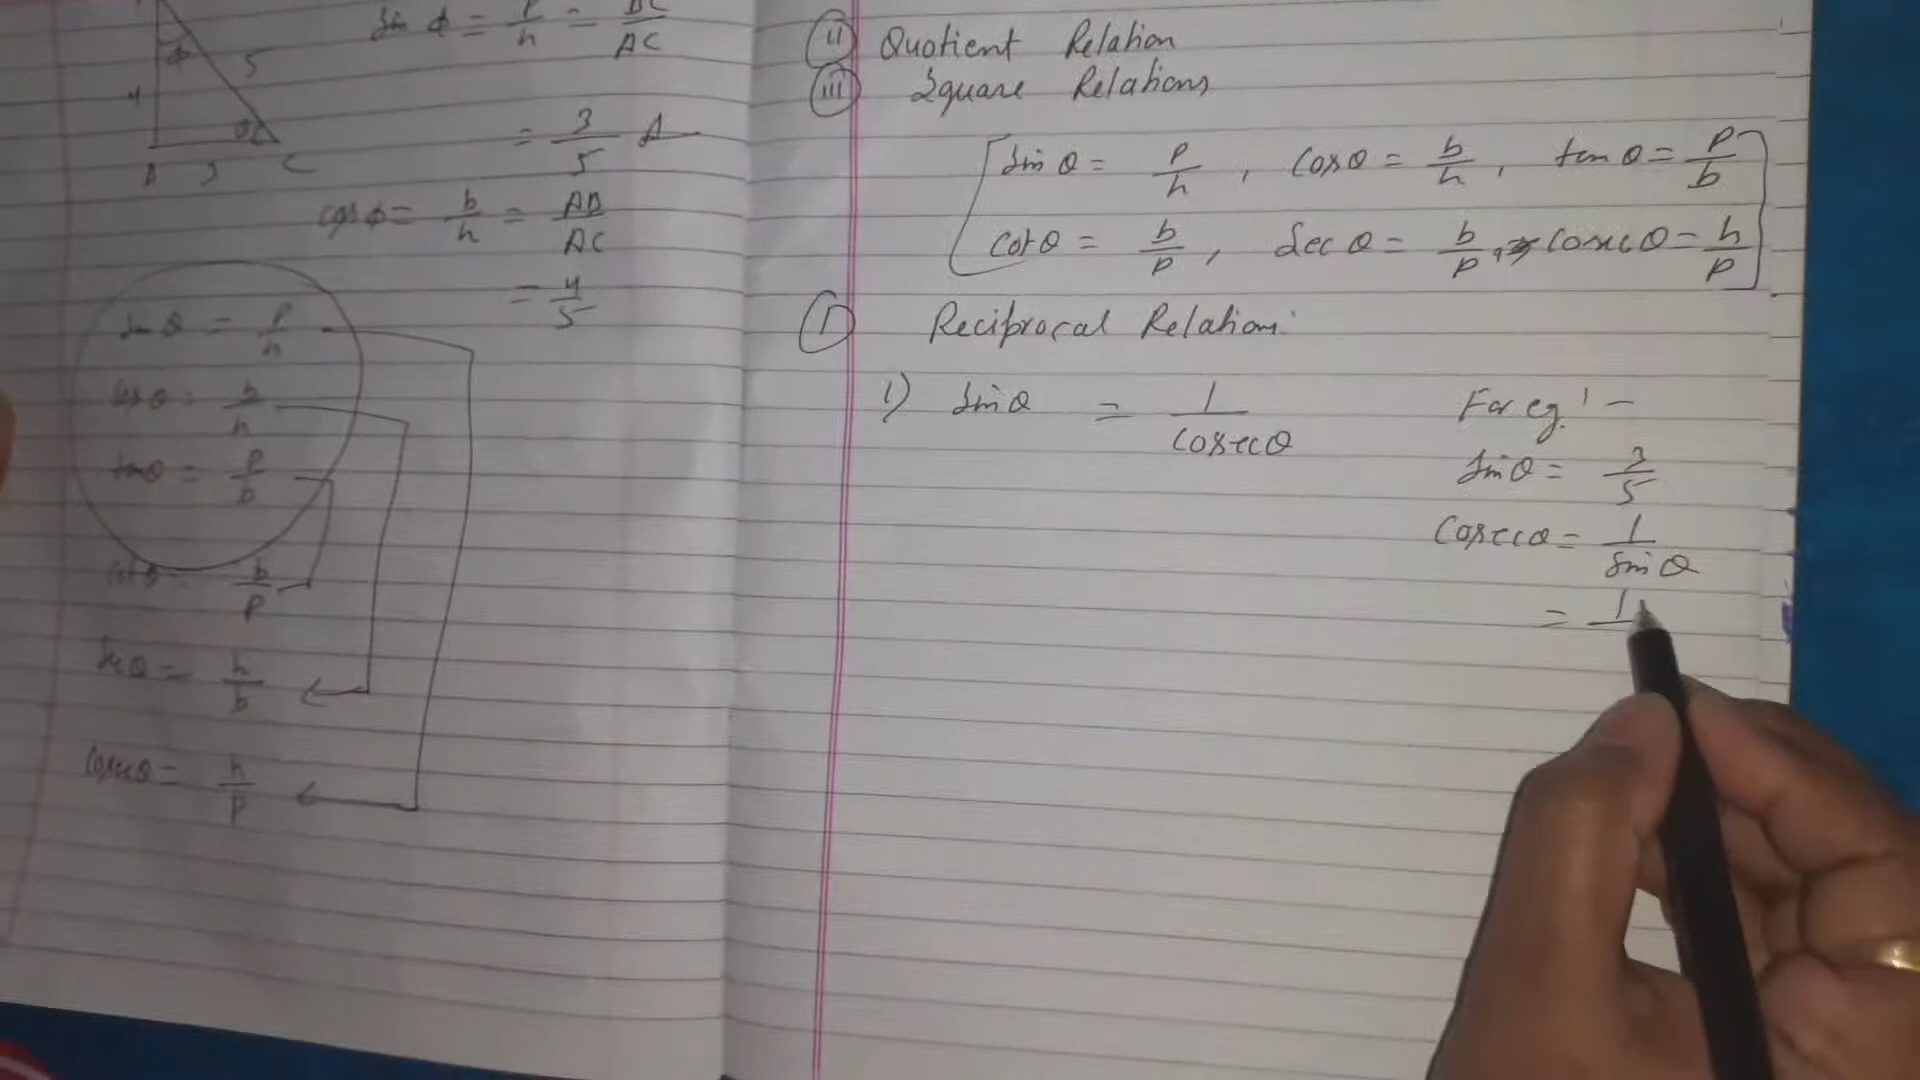 sin ϕ = p/h = BC/AC
ϕ
5
4
= 3/5 A
θ
B 3 C
cos ϕ = b/h = AB/AC
= 4/5
sin θ = p/h
cos θ = b/h
tan θ = p/b
cot θ = b/p
sec θ = h/b
cosec θ = h/p
(ii) Quotient Relation
(iii) Square Relations
sin θ = p/h , cos θ = b/h , tan θ = p/b
cot θ = b/p , sec θ = b/p , cosec θ = h/p
(I) Reciprocal Relation:
1) sin θ = 1/cosec θ
For eg! –
sin θ = 3/5
cosec θ = 1/sin θ
= 1